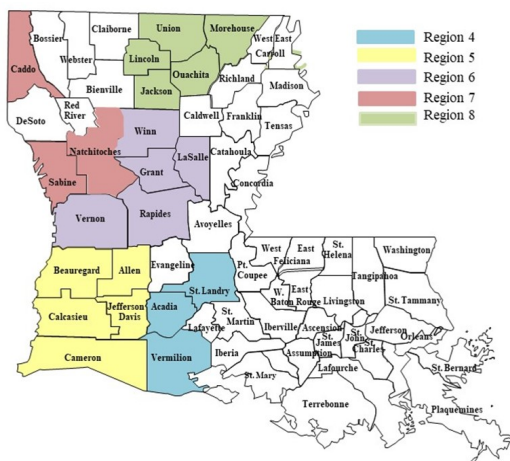 Claiborne
Union
Morehouse
Bossier
West East
Carroll
Webster
Lincoln
Caddo
Ouachita
Richland
Madison
Bienville
Jackson
Red
River
DeSoto
Caldwell
Franklin
Tensas
Winn
Natchitoches
LaSalle
Catahoula
Grant
Sabine
Concordia
Vernon
Rapides
Avoyelles
Beauregard
Allen
Evangeline
St. Landry
Pt.
Coupee
West
Feliciana
East
St.
Helena
Washington
Tangipahoa
Calcasieu
Jefferson
Davis
Acadia
Lafayette
St.
Martin
W.
Baton Rouge
East
Livingston
St. Tammany
Iberville
Ascension
St.
James
St.
John
St.
Charles
Jefferson
Orleans
Cameron
Vermilion
Iberia
Assumption
St. Mary
Lafourche
St. Bernard
Terrebonne
Plaquemines
Region 4
Region 5
Region 6
Region 7
Region 8